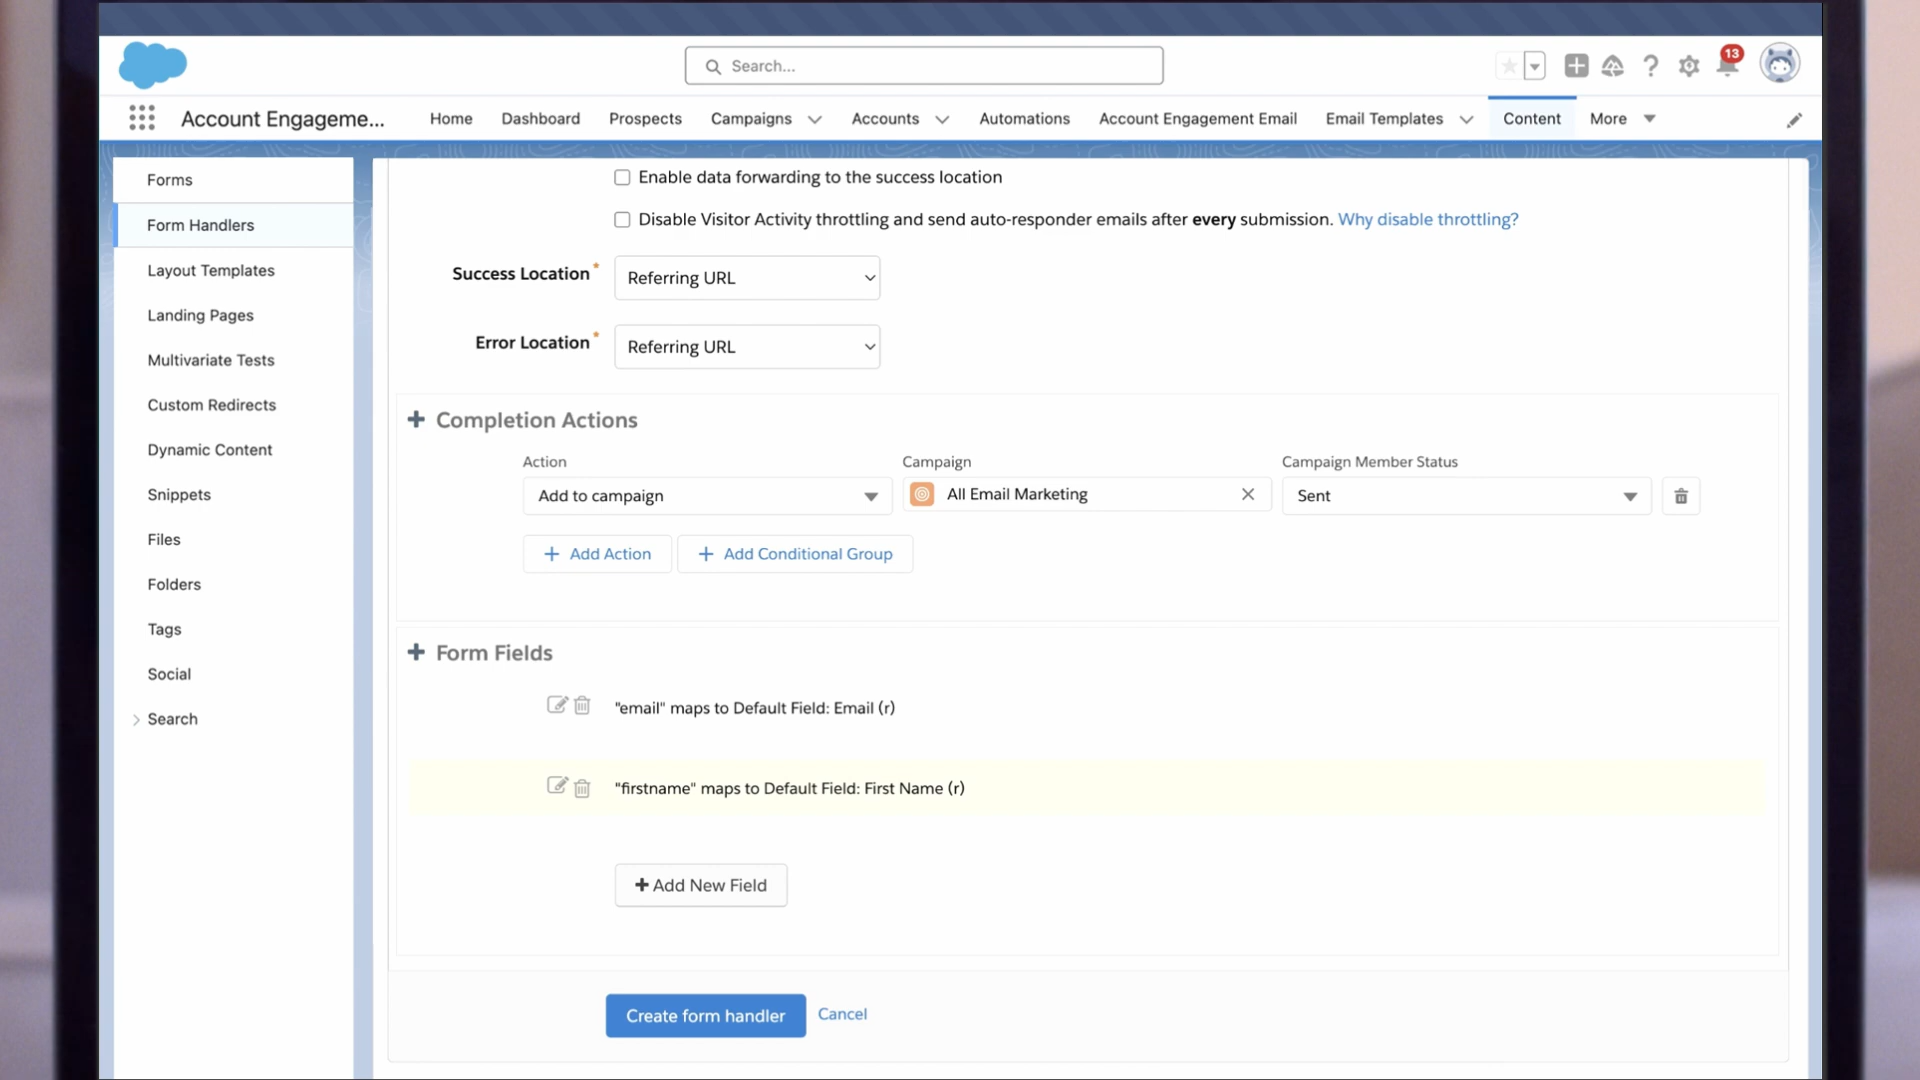 Search...
13
Account Engageme...
Home
Dashboard
Prospects
Campaigns
Accounts
Automations
Account Engagement Email
Email Templates
Content
More
Forms
Form Handlers
Layout Templates
Landing Pages
Multivariate Tests
Custom Redirects
Dynamic Content
Snippets
Files
Folders
Tags
Social
Search
Enable data forwarding to the success location
Disable Visitor Activity throttling and send auto-responder emails after every submission. Why disable throttling?
Success Location *
Referring URL
Error Location *
Referring URL
Completion Actions
Action
Campaign
Campaign Member Status
Add to campaign
All Email Marketing
Sent
Add Action
Add Conditional Group
Form Fields
"email" maps to Default Field: Email (r)
"firstname" maps to Default Field: First Name (r)
Add New Field
Create form handler
Cancel